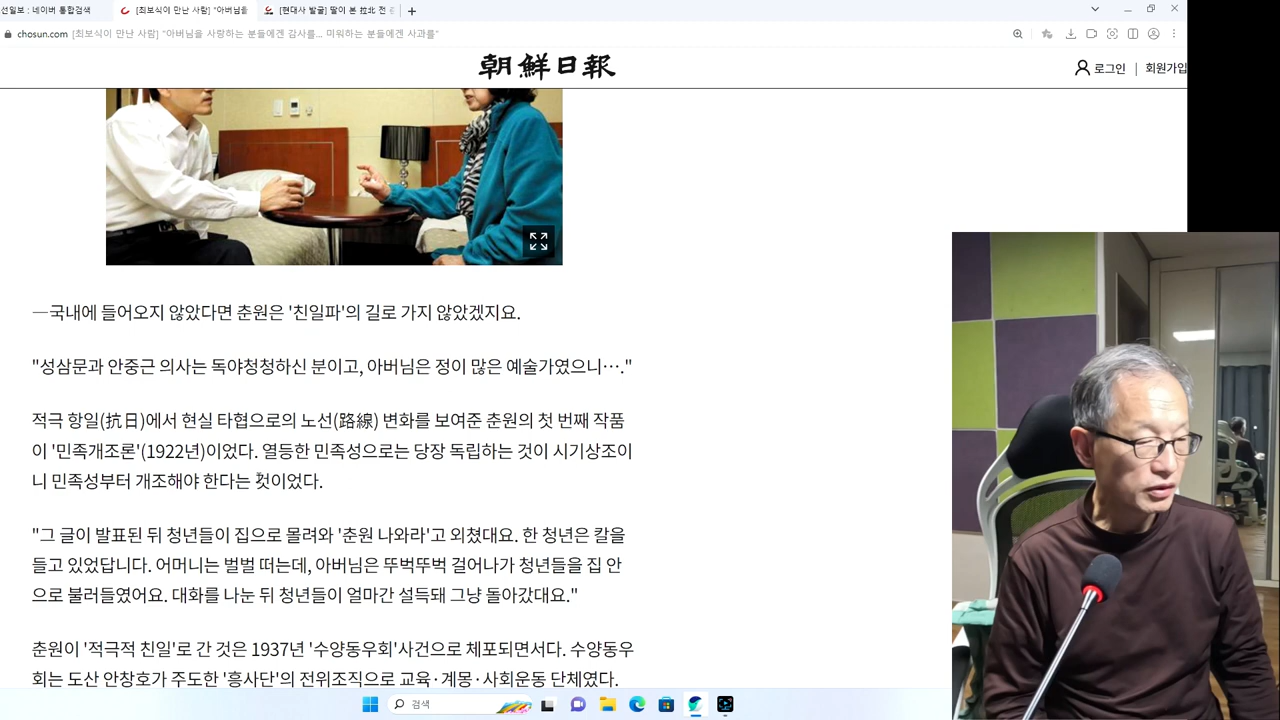 선일보 : 네이버 통합검색
[최보식이 만난 사람] "아버님을
[현대사 발굴] 딸이 본 拉北 전
chosun.com [최보식이 만난 사람] "아버님을 사랑하는 분들에겐 감사를... 미워하는 분들에겐 사과를"
朝鮮日報
로그인 | 회원가입
─국내에 들어오지 않았다면 춘원은 '친일파'의 길로 가지 않았겠지요.
"성삼문과 안중근 의사는 독야청청하신 분이고, 아버님은 정이 많은 예술가였으니…."
적극 항일(抗日)에서 현실 타협으로의 노선(路線) 변화를 보여준 춘원의 첫 번째 작품
이 '민족개조론'(1922년)이었다. 열등한 민족성으로는 당장 독립하는 것이 시기상조이
니 민족성부터 개조해야 한다는 것이었다.
"그 글이 발표된 뒤 청년들이 집으로 몰려와 '춘원 나와라'고 외쳤대요. 한 청년은 칼을
들고 있었답니다. 어머니는 벌벌 떠는데, 아버님은 뚜벅뚜벅 걸어나가 청년들을 집 안
으로 불러들였어요. 대화를 나눈 뒤 청년들이 얼마간 설득돼 그냥 돌아갔대요."
춘원이 '적극적 친일'로 간 것은 1937년 '수양동우회'사건으로 체포되면서다. 수양동우
회는 도산 안창호가 주도한 '흥사단'의 전위조직으로 교육·계몽·사회운동 단체였다.
검색